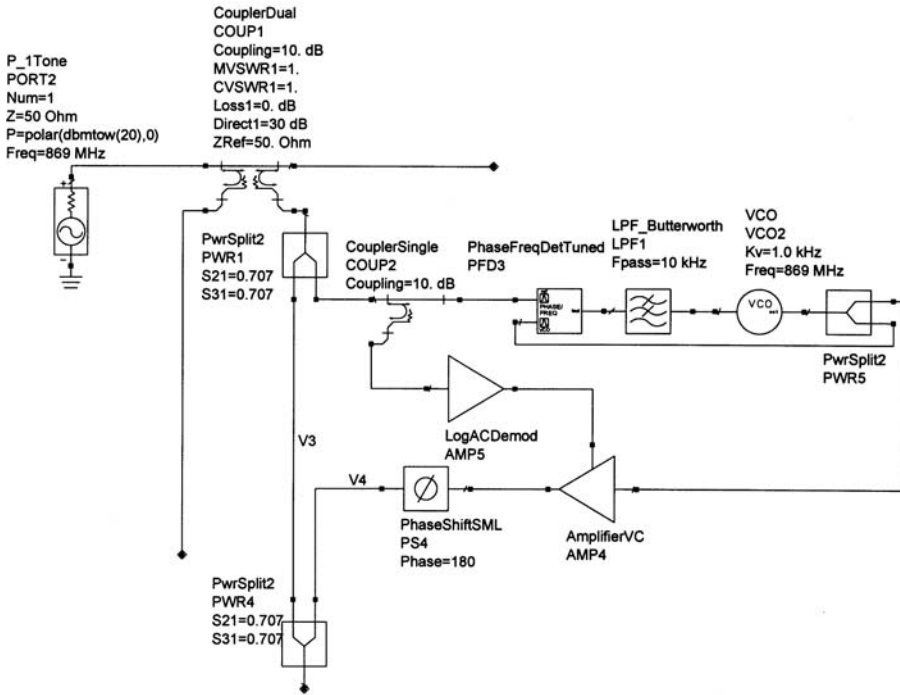 CouplerDual
COUP1
Coupling=10. dB
MVSWR1=1.
CVSWR1=1.
Loss1=0. dB
Direct1=30 dB
ZRef=50. Ohm
P_1Tone
PORT2
Num=1
Z=50 Ohm
P=polar(dbmtow(20),0)
Freq=869 MHz
PwrSplit2
PWR1
S21=0.707
S31=0.707
CouplerSingle
COUP2
Coupling=10. dB
PhaseFreqDetTuned
PFD3
PHASE/
FREQ
LPF_Butterworth
LPF1
Fpass=10 kHz
VCO
VCO2
Kv=1.0 kHz
Freq=869 MHz
VCO
PwrSplit2
PWR5
LogACDemod
AMP5
V3
V4
PhaseShiftSML
PS4
Phase=180
AmplifierVC
AMP4
PwrSplit2
PWR4
S21=0.707
S31=0.707